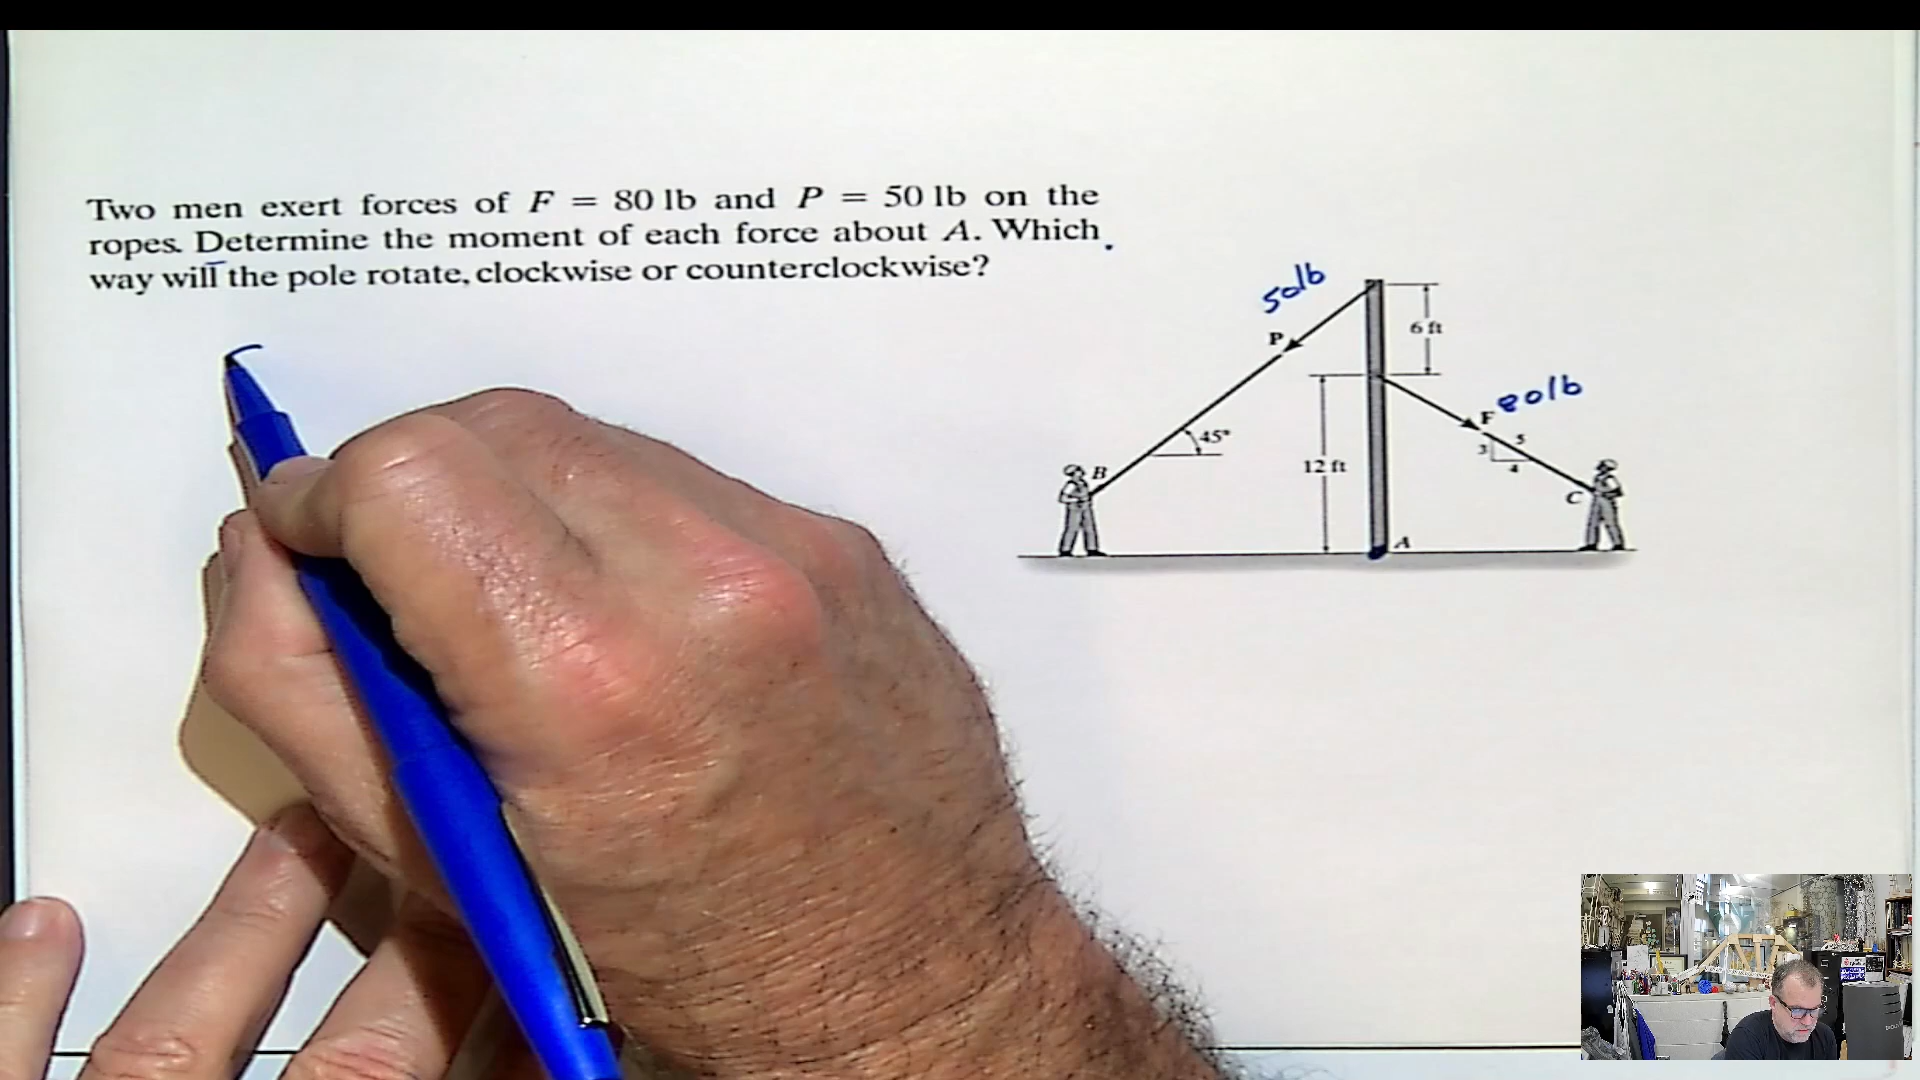 Two men exert forces of F = 80 lb and P = 50 lb on the
ropes. Determine the moment of each force about A. Which
way will the pole rotate, clockwise or counterclockwise?
50lb
P
6 ft
80lb
F
5
3
4
45°
12 ft
B
C
A